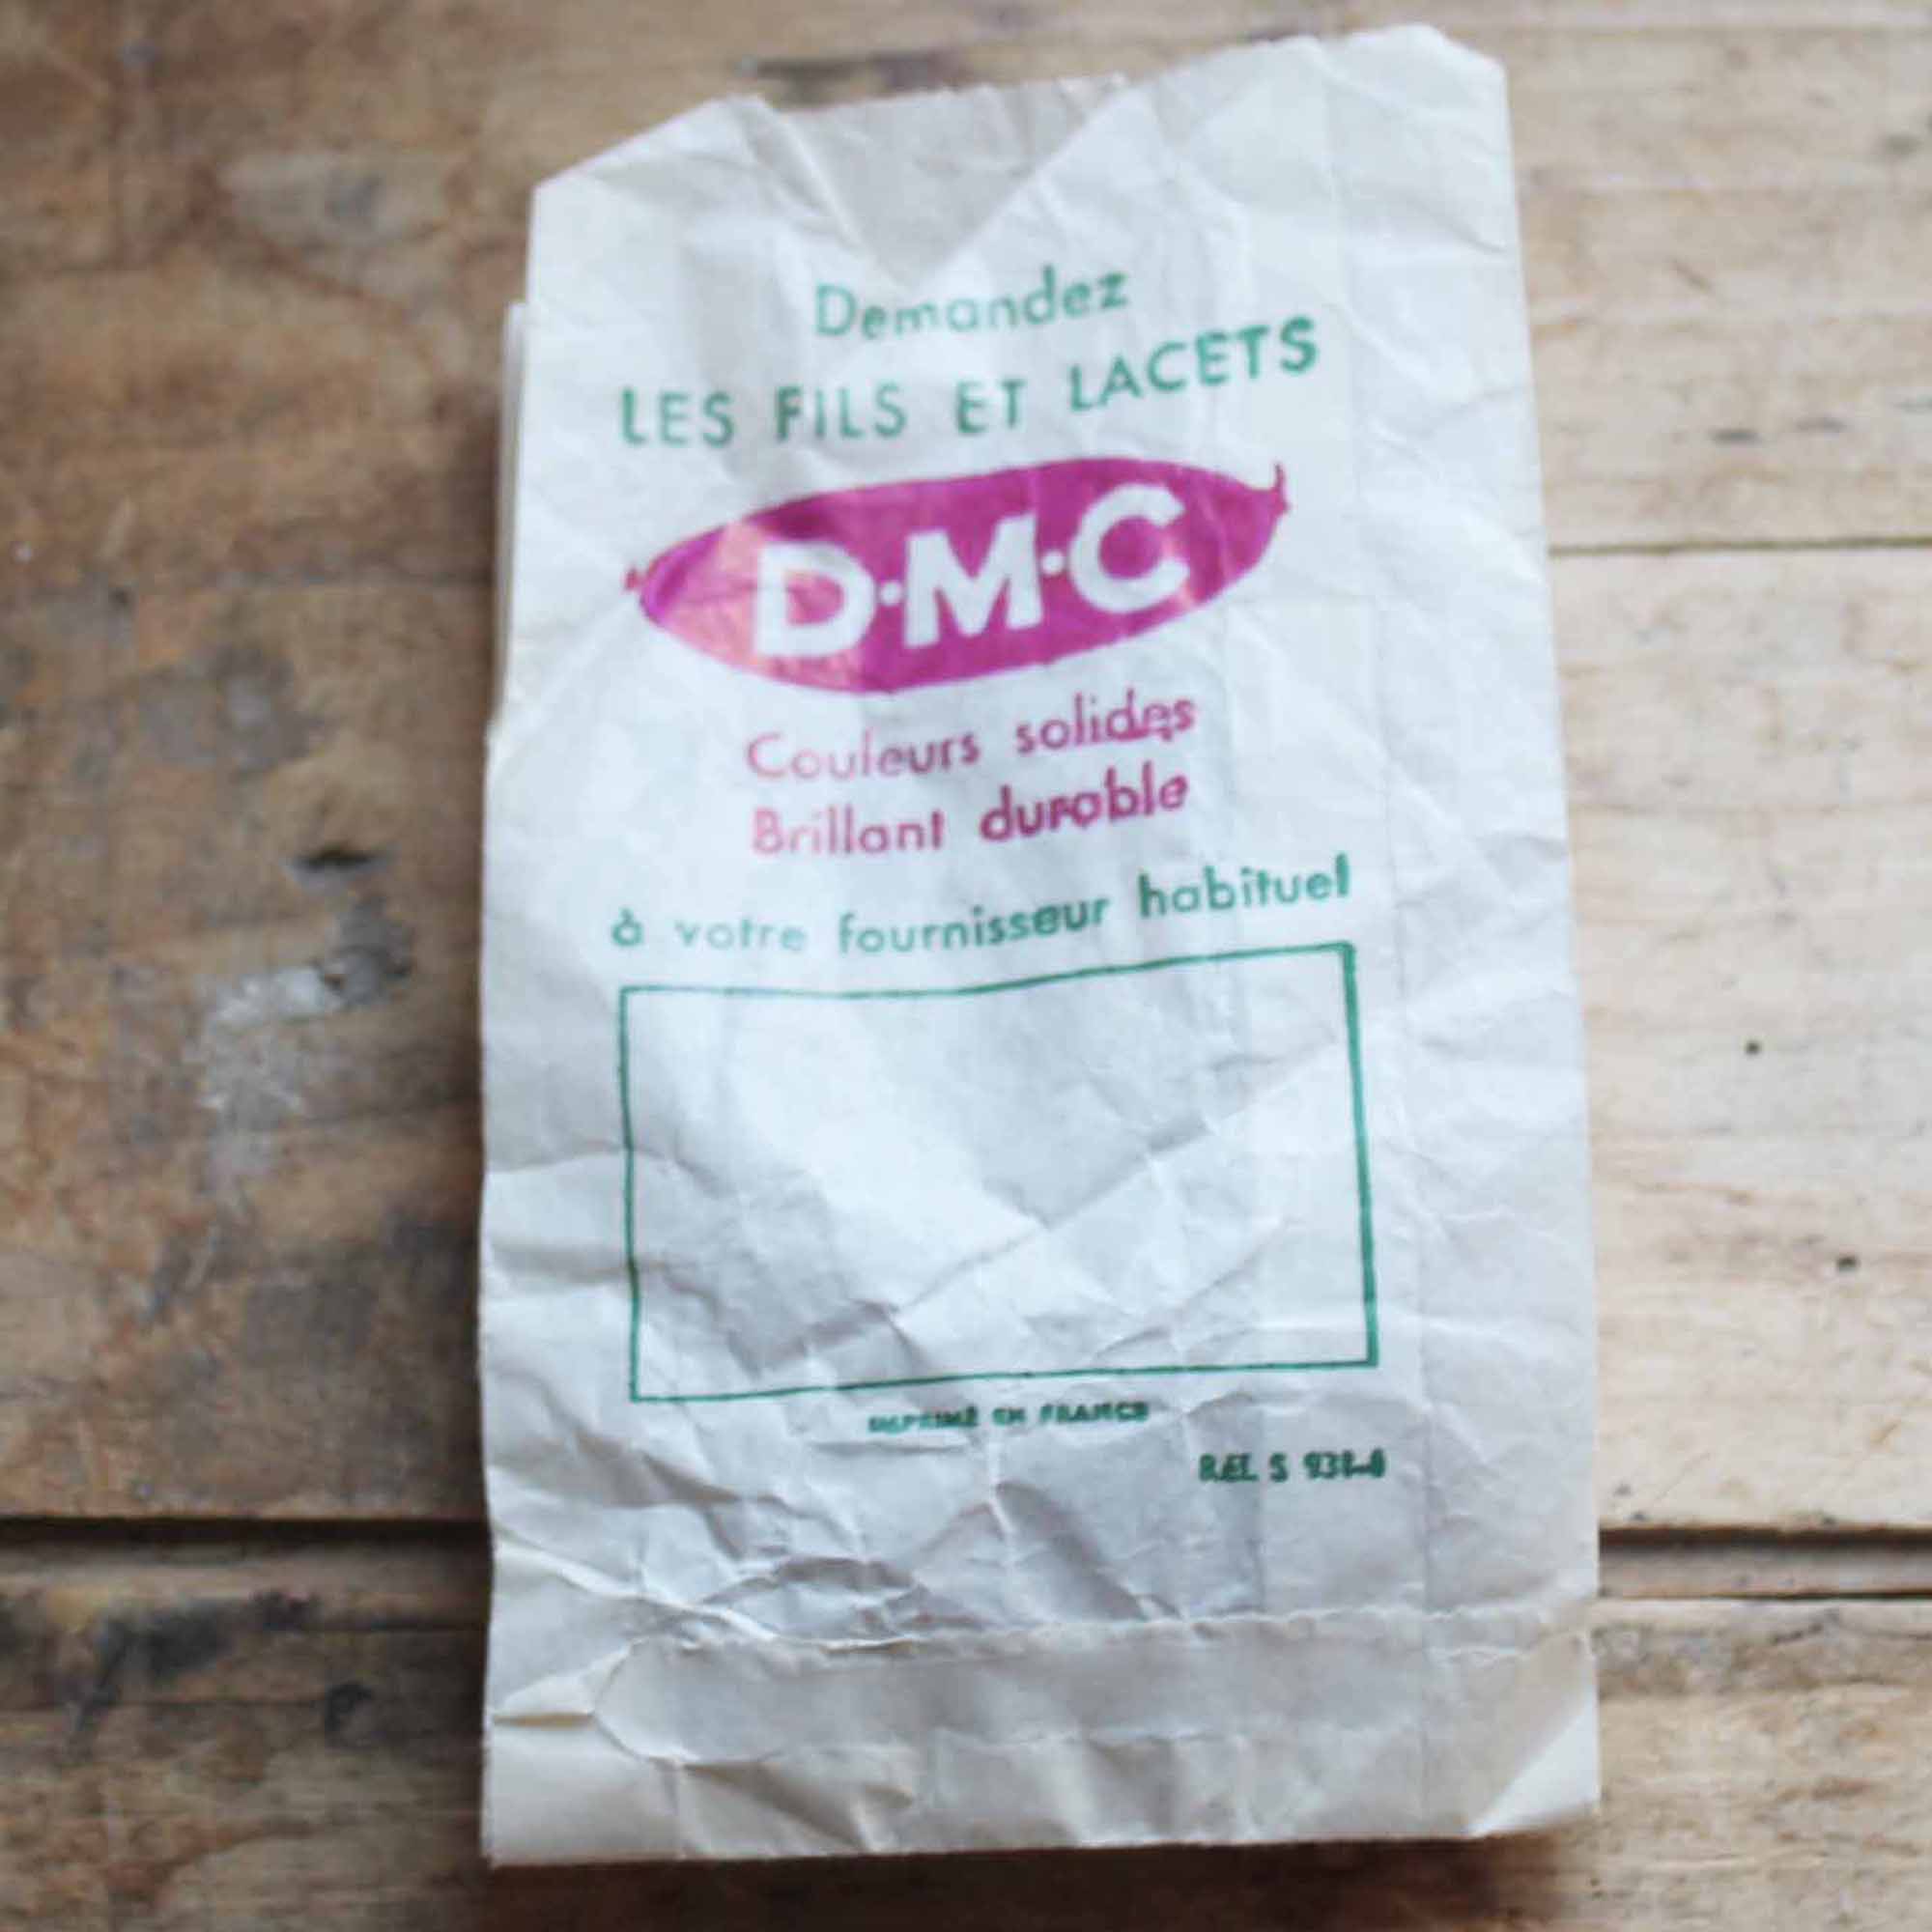 Demandez
LES FILS ET LACETS
D·M·C
Couleurs solides
Brillant durable
à votre fournisseur habituel
IMPRIMÉ EN FRANCE
S